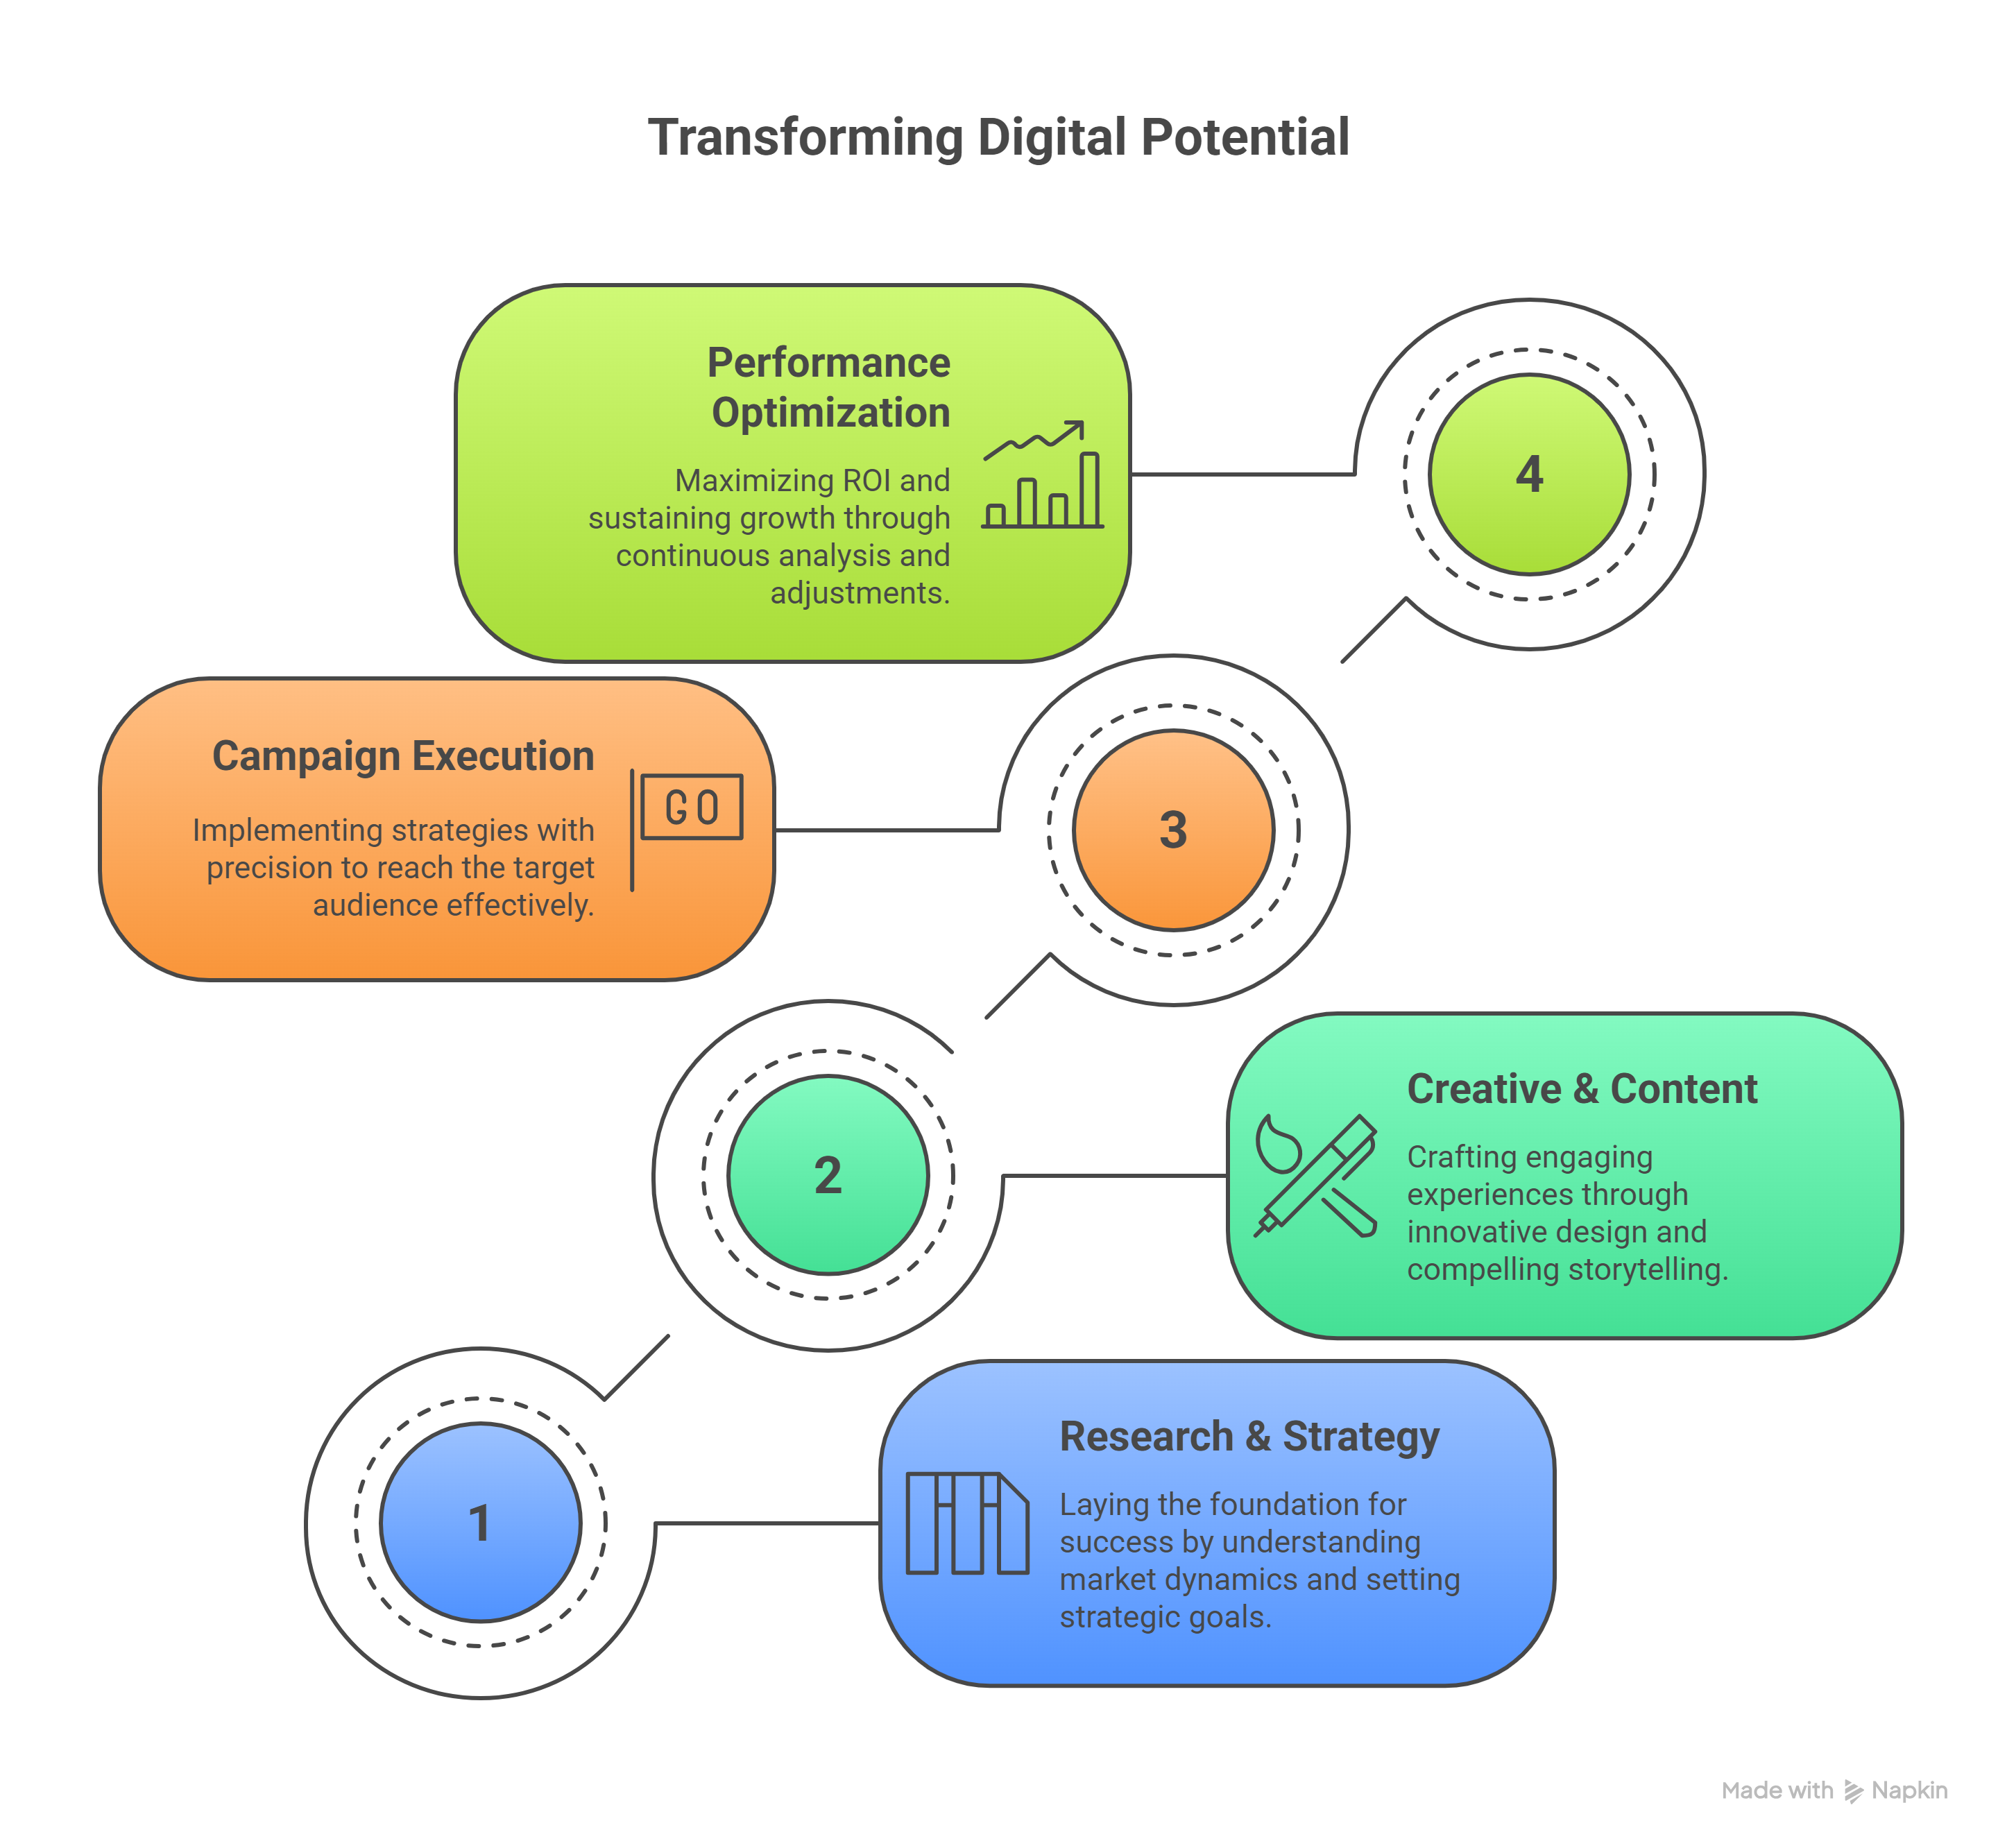 Transforming Digital Potential
Performance
Optimization
Maximizing ROI and
sustaining growth through
continuous analysis and
adjustments.
4
Campaign Execution
Implementing strategies with
precision to reach the target
audience effectively.
GO
3
2
Creative & Content
Crafting engaging
experiences through
innovative design and
compelling storytelling.
1
Research & Strategy
Laying the foundation for
success by understanding
market dynamics and setting
strategic goals.
Made with Napkin